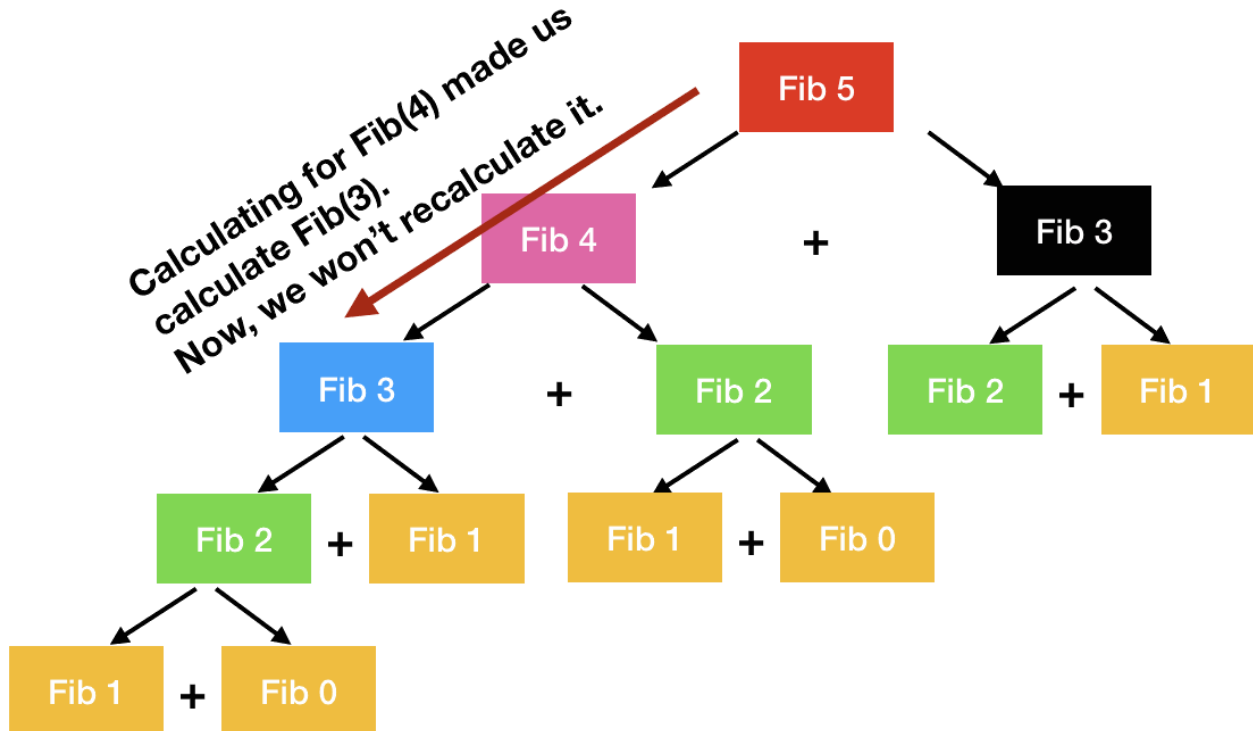 Calculating for Fib(4) made us
calculate Fib(3).
Now, we won't recalculate it.
Fib 5
Fib 4 + Fib 3
Fib 3 + Fib 2 Fib 2 + Fib 1
Fib 2 + Fib 1 Fib 1 + Fib 0
Fib 1 + Fib 0